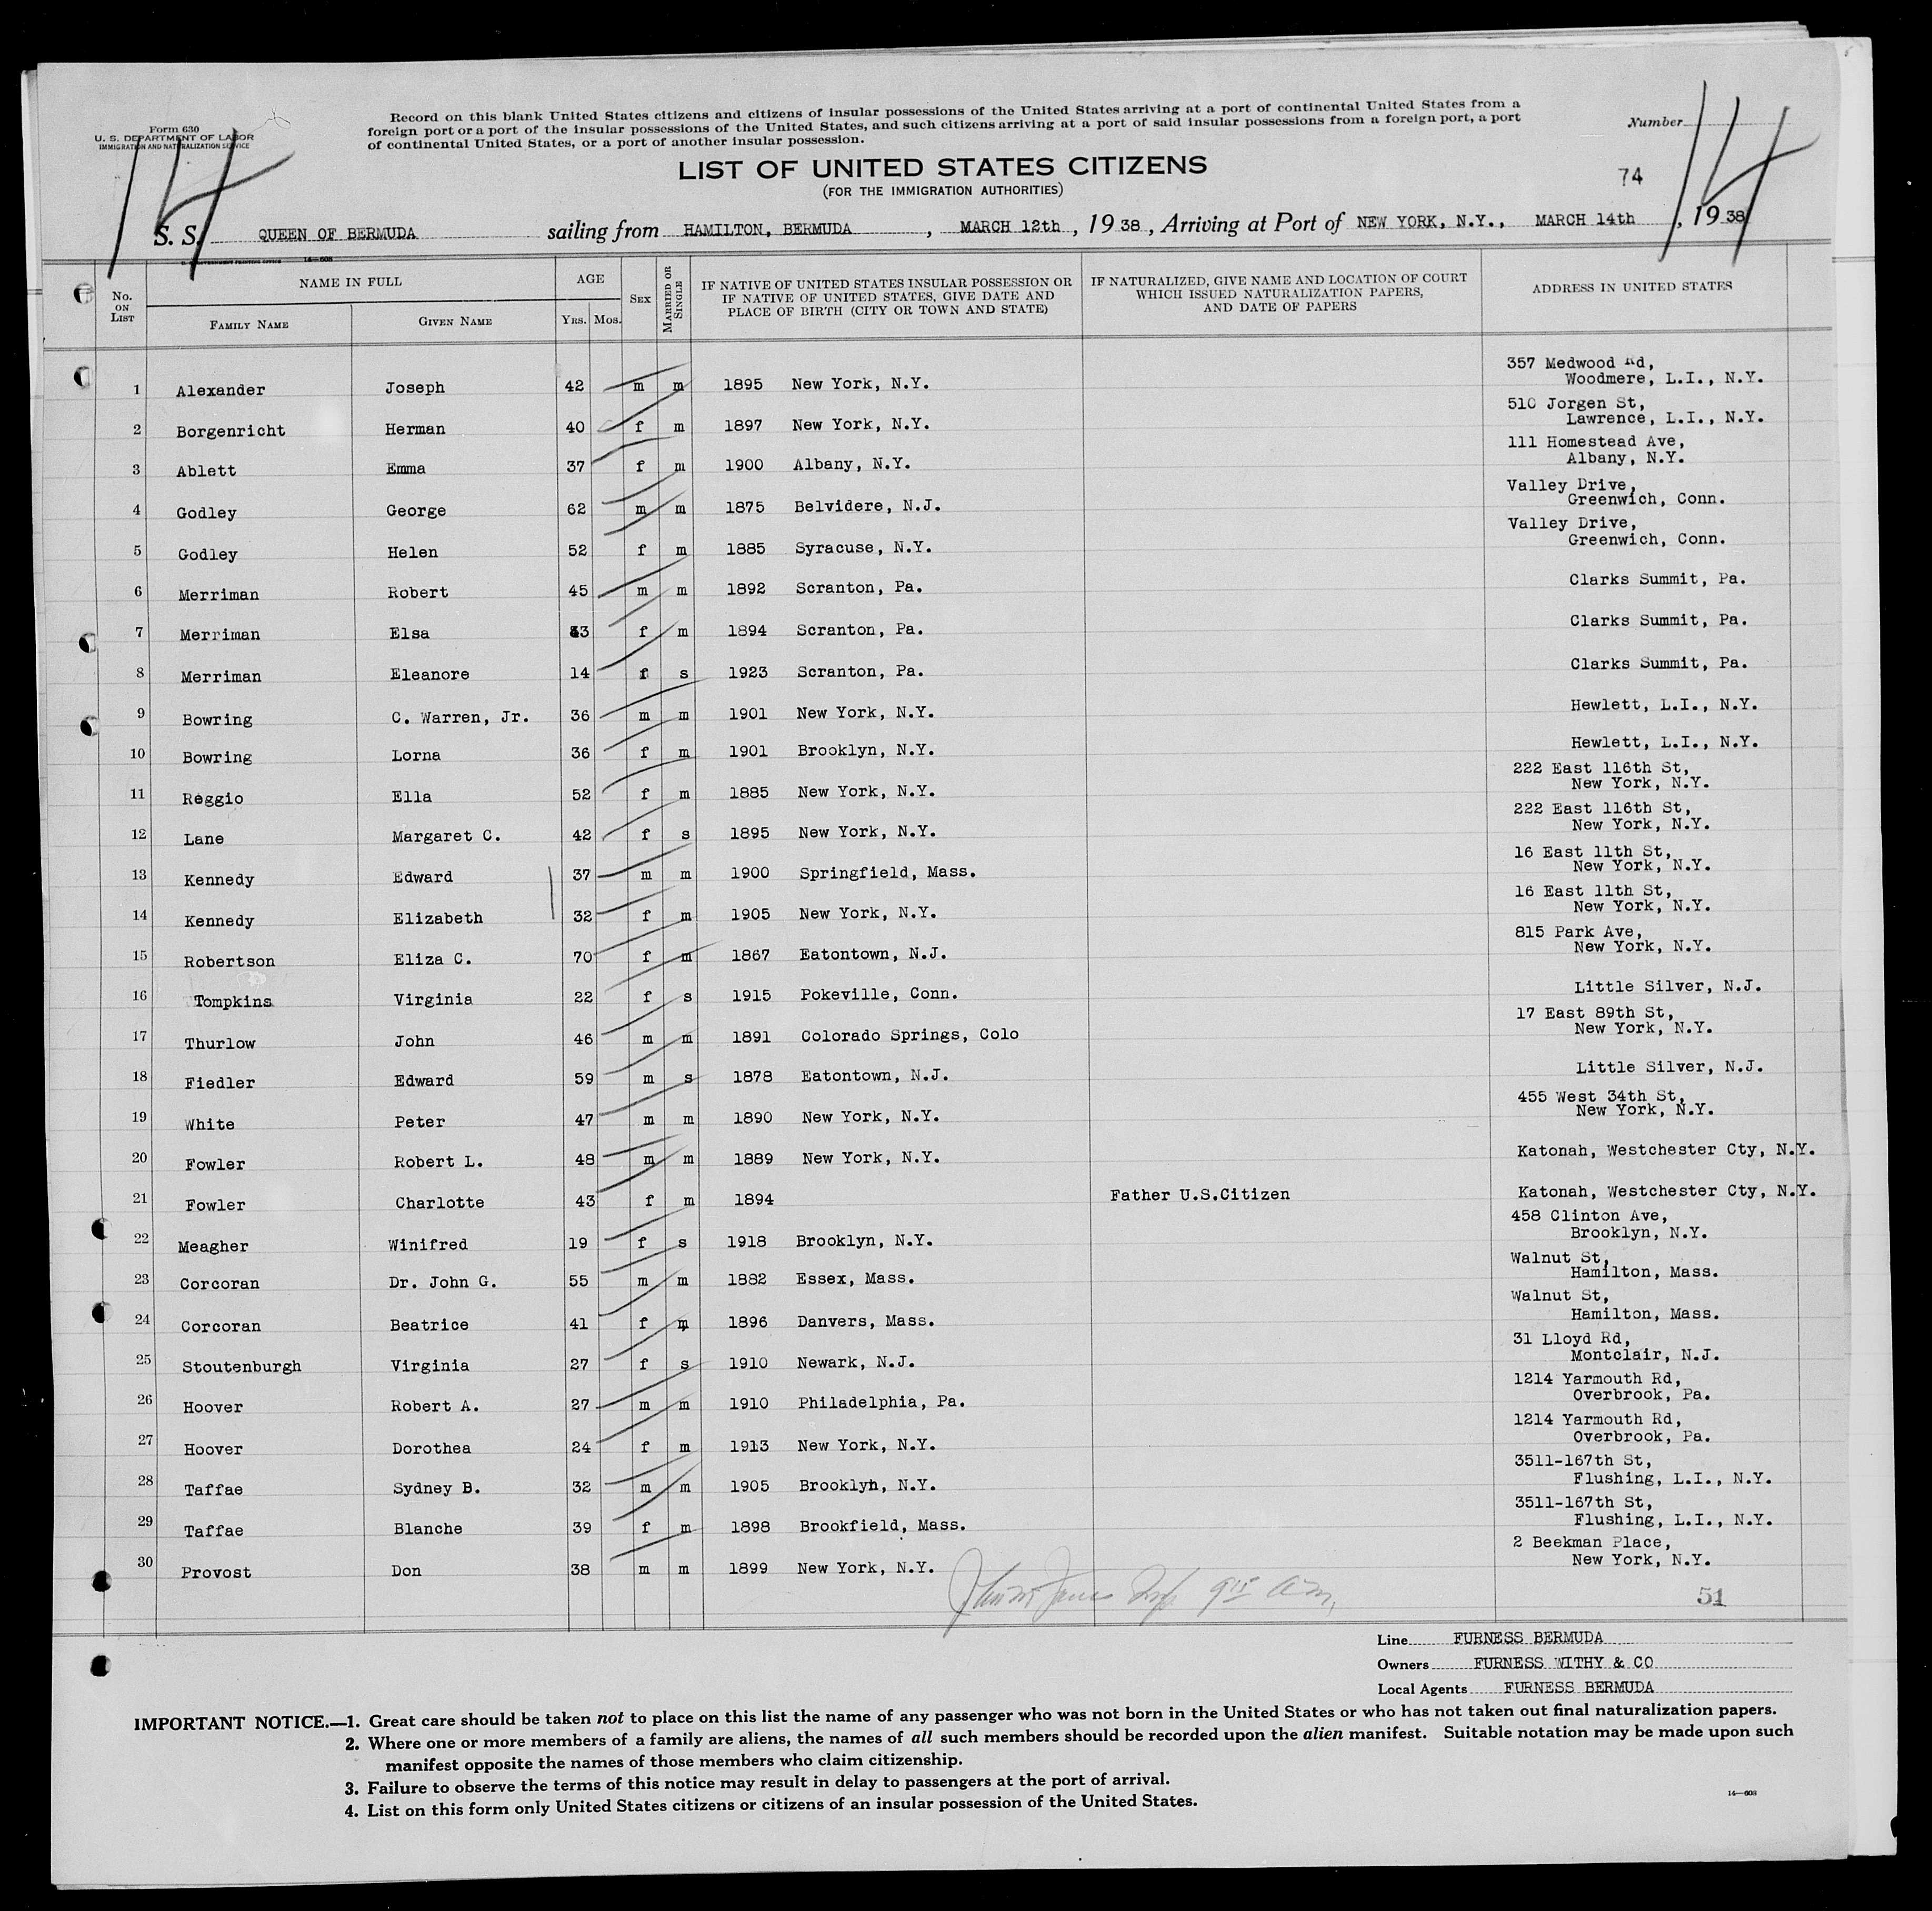 Form 630
U. S. DEPARTMENT OF LABOR
IMMIGRATION AND NATURALIZATION SERVICE
14
Record on this blank United States citizens and citizens of insular possessions of the United States arriving at a port of continental United States from a
foreign port or a port of the insular possessions of the United States, and such citizens arriving at a port of said insular possessions from a foreign port, a port
of continental United States, or a port of another insular possession.
Number
14
LIST OF UNITED STATES CITIZENS
(FOR THE IMMIGRATION AUTHORITIES)
74
S. S. QUEEN OF BERMUDA sailing from HAMILTON, BERMUDA, MARCH 12th, 1938, Arriving at Port of NEW YORK, N.Y., MARCH 14th, 1938
No. ON LIST NAME IN FULL FAMILY NAME GIVEN NAME AGE YRS. MOS. SEX MARRIED OR SINGLE IF NATIVE OF UNITED STATES INSULAR POSSESSION OR IF NATIVE OF UNITED STATES, GIVE DATE AND PLACE OF BIRTH (CITY OR TOWN AND STATE) IF NATURALIZED, GIVE NAME AND LOCATION OF COURT WHICH ISSUED NATURALIZATION PAPERS, AND DATE OF PAPERS ADDRESS IN UNITED STATES
1 Alexander Joseph 42 m m 1895 New York, N.Y. 357 Medwood Rd, Woodmere, L.I., N.Y.
2 Borgenricht Herman 40 f m 1897 New York, N.Y. 510 Jorgen St, Lawrence, L.I., N.Y.
3 Ablett Emma 37 f m 1900 Albany, N.Y. 111 Homestead Ave, Albany, N.Y.
4 Godley George 62 m m 1875 Belvidere, N.J. Valley Drive, Greenwich, Conn.
5 Godley Helen 52 f m 1885 Syracuse, N.Y. Valley Drive, Greenwich, Conn.
6 Merriman Robert 45 m m 1892 Scranton, Pa. Clarks Summit, Pa.
7 Merriman Elsa 43 f m 1894 Scranton, Pa. Clarks Summit, Pa.
8 Merriman Eleanore 14 f s 1923 Scranton, Pa. Clarks Summit, Pa.
9 Bowring C. Warren, Jr. 36 m m 1901 New York, N.Y. Hewlett, L.I., N.Y.
10 Bowring Lorna 36 f m 1901 Brooklyn, N.Y. Hewlett, L.I., N.Y.
11 Reggio Ella 52 f m 1885 New York, N.Y. 222 East 116th St, New York, N.Y.
12 Lane Margaret C. 42 f s 1895 New York, N.Y. 222 East 116th St, New York, N.Y.
13 Kennedy Edward 37 m m 1900 Springfield, Mass. 16 East 11th St, New York, N.Y.
14 Kennedy Elizabeth 32 f m 1905 New York, N.Y. 16 East 11th St, New York, N.Y.
15 Robertson Eliza C. 70 f m 1867 Eatontown, N.J. 815 Park Ave, New York, N.Y.
16 Tompkins Virginia 22 f s 1915 Pokeville, Conn. Little Silver, N.J.
17 Thurlow John 46 m m 1891 Colorado Springs, Colo 17 East 89th St, New York, N.Y.
18 Fiedler Edward 59 m s 1878 Eatontown, N.J. Little Silver, N.J.
19 White Peter 47 m m 1890 New York, N.Y. 455 West 34th St, New York, N.Y.
20 Fowler Robert L. 48 m m 1889 New York, N.Y. Katonah, Westchester Cty, N.Y.
21 Fowler Charlotte 43 f m 1894 Father U.S.Citizen Katonah, Westchester Cty, N.Y.
22 Meagher Winifred 19 f s 1918 Brooklyn, N.Y. 458 Clinton Ave, Brooklyn, N.Y.
23 Corcoran Dr. John G. 55 m m 1882 Essex, Mass. Walnut St, Hamilton, Mass.
24 Corcoran Beatrice 41 f m 1896 Danvers, Mass. Walnut St, Hamilton, Mass.
25 Stoutenburgh Virginia 27 f s 1910 Newark, N.J. 31 Lloyd Rd, Montclair, N.J.
26 Hoover Robert A. 27 m m 1910 Philadelphia, Pa. 1214 Yarmouth Rd, Overbrook, Pa.
27 Hoover Dorothea 24 f m 1913 New York, N.Y. 1214 Yarmouth Rd, Overbrook, Pa.
28 Taffae Sydney B. 32 m m 1905 Brooklyn, N.Y. 3511-167th St, Flushing, L.I., N.Y.
29 Taffae Blanche 39 f m 1898 Brookfield, Mass. 3511-167th St, Flushing, L.I., N.Y.
30 Provost Don 38 m m 1899 New York, N.Y. 2 Beekman Place, New York, N.Y.
51
Line FURNESS BERMUDA
Owners FURNESS WITHY & CO
Local Agents FURNESS BERMUDA
IMPORTANT NOTICE.—1. Great care should be taken not to place on this list the name of any passenger who was not born in the United States or who has not taken out final naturalization papers.
2. Where one or more members of a family are aliens, the names of all such members should be recorded upon the alien manifest. Suitable notation may be made upon such
manifest opposite the names of those members who claim citizenship.
3. Failure to observe the terms of this notice may result in delay to passengers at the port of arrival.
4. List on this form only United States citizens or citizens of an insular possession of the United States.
14—608